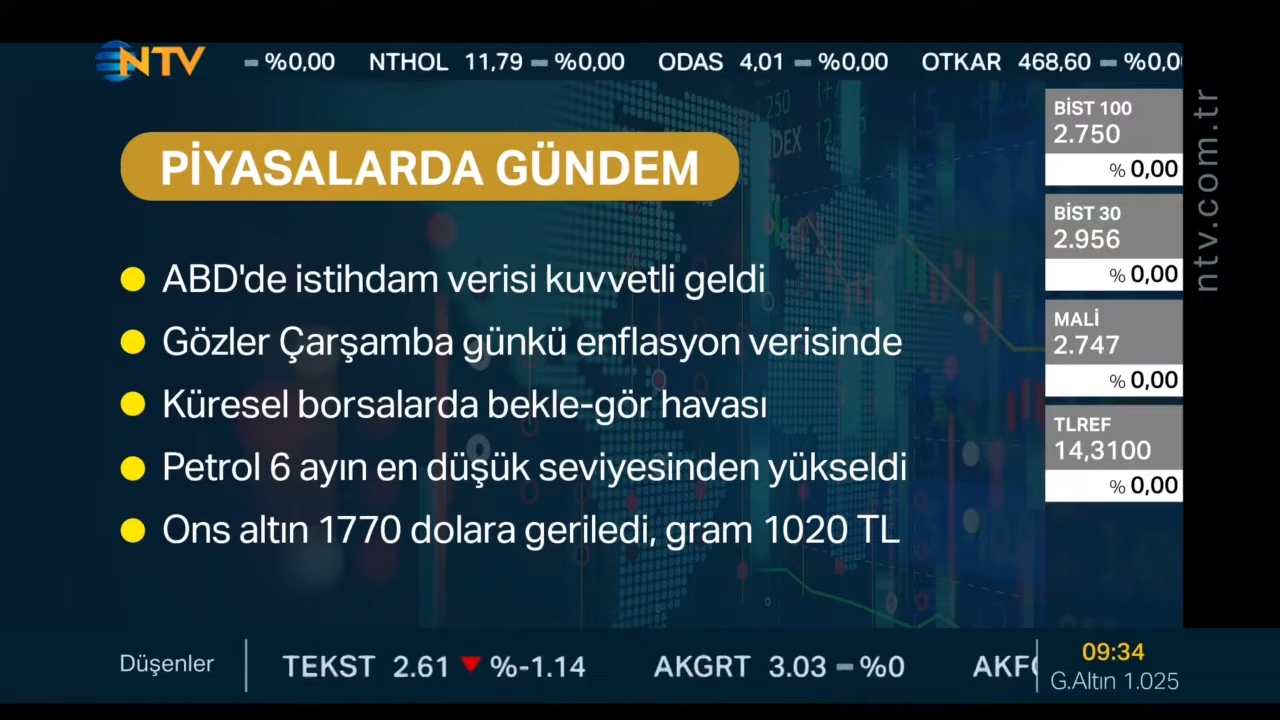 NTV
%0,00 NTHOL 11,79 %0,00 ODAS 4,01 %0,00 OTKAR 468,60 %0,0
PİYASALARDA GÜNDEM
ABD'de istihdam verisi kuvvetli geldi
Gözler Çarşamba günkü enflasyon verisinde
Küresel borsalarda bekle-gör havası
Petrol 6 ayın en düşük seviyesinden yükseldi
Ons altın 1770 dolara geriledi, gram 1020 TL
BİST 100
2.750
% 0,00
BİST 30
2.956
% 0,00
MALİ
2.747
% 0,00
TLREF
14,3100
% 0,00
ntv.com.tr
Düşenler
TEKST 2.61 %-1.14 AKGRT 3.03 %0
09:34
G.Altın 1.025